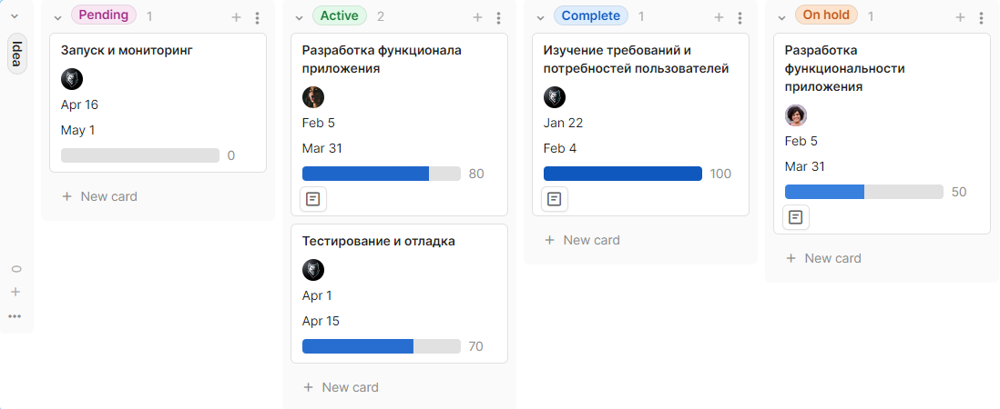 Idea
0
Pending 1
Запуск и мониторинг
Apr 16
May 1
0
New card
Active 2
Разработка функционала
приложения
Feb 5
Mar 31
80
Тестирование и отладка
Apr 1
Apr 15
70
New card
Complete 1
Изучение требований и
потребностей пользователей
Jan 22
Feb 4
100
New card
On hold 1
Разработка
функциональности
приложения
Feb 5
Mar 31
50
New card